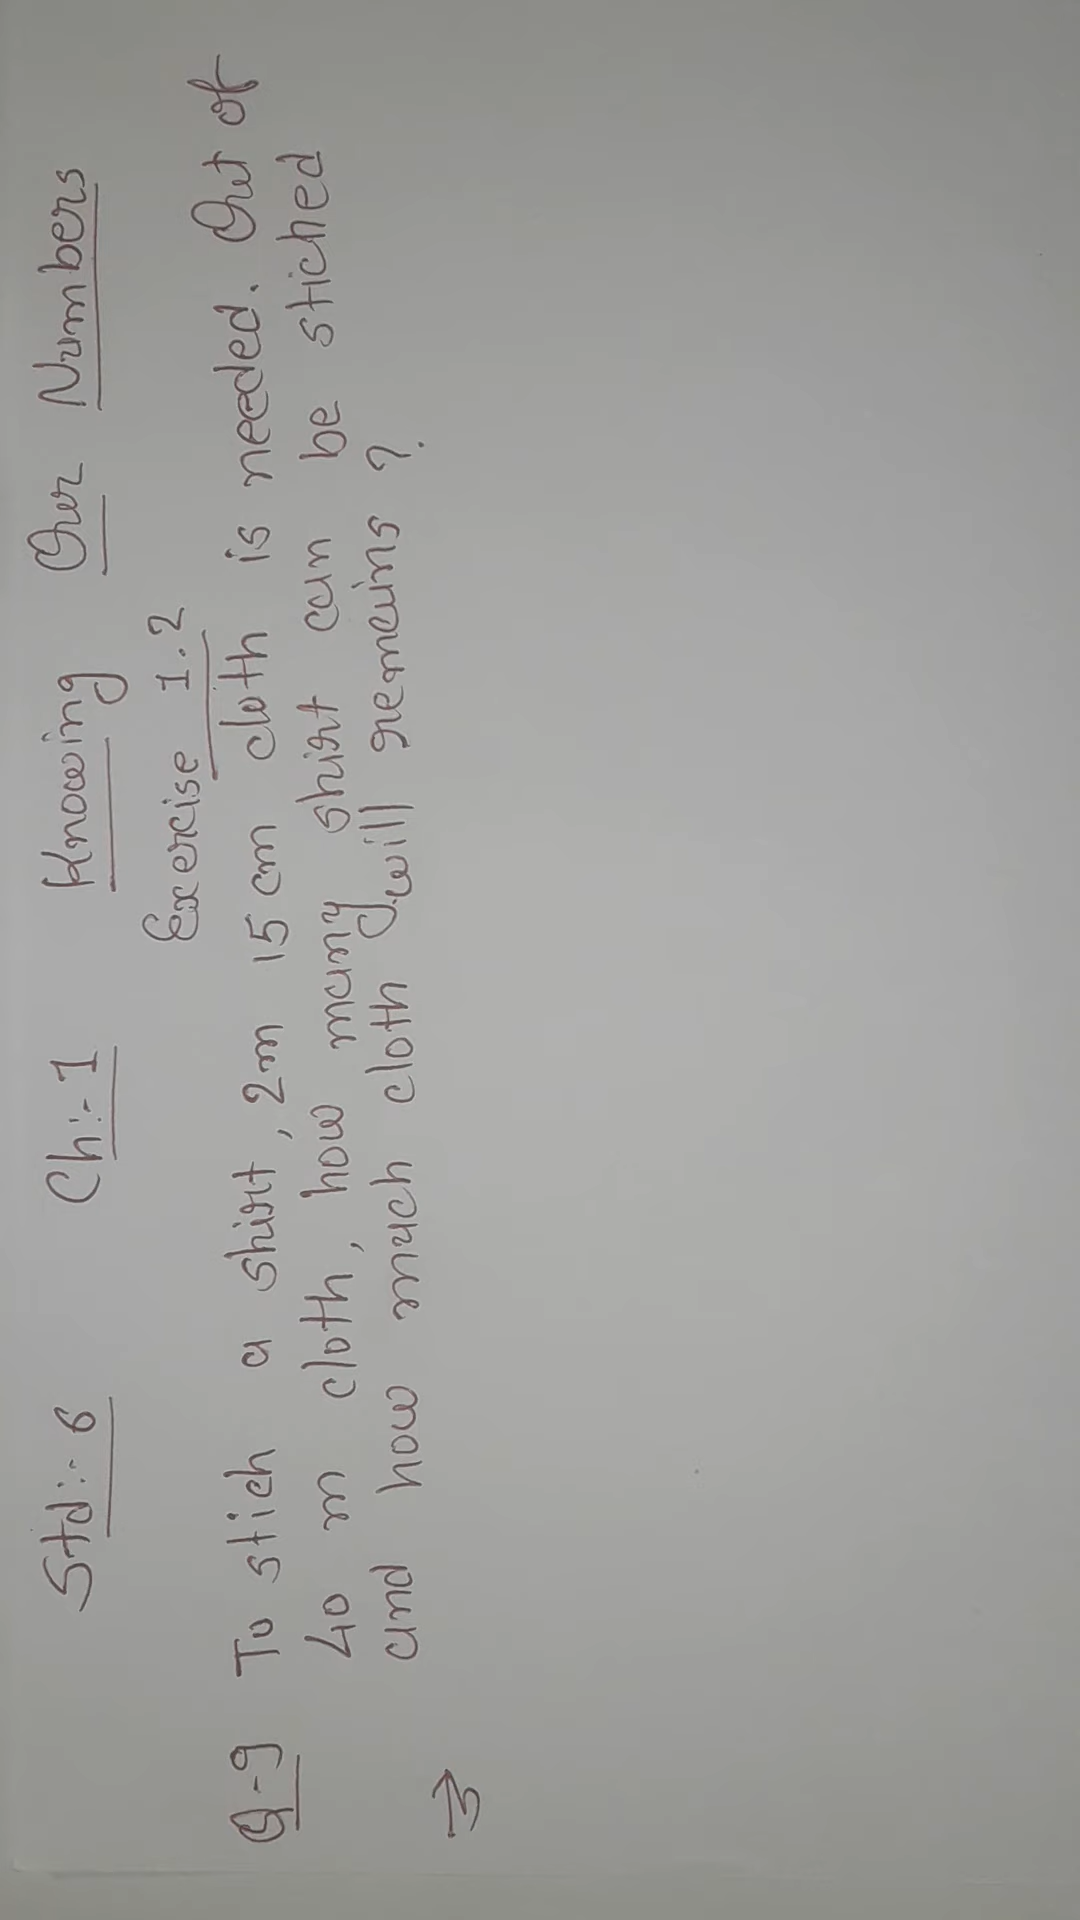 Std:- 6 Ch:- 1 Knowing Our Numbers
Exercise 1.2
Q-9 To stich a shirt, 2m 15 cm cloth is needed. Out of
40 m cloth, how many shirt can be stiched
and how much cloth will remains ?
⇒